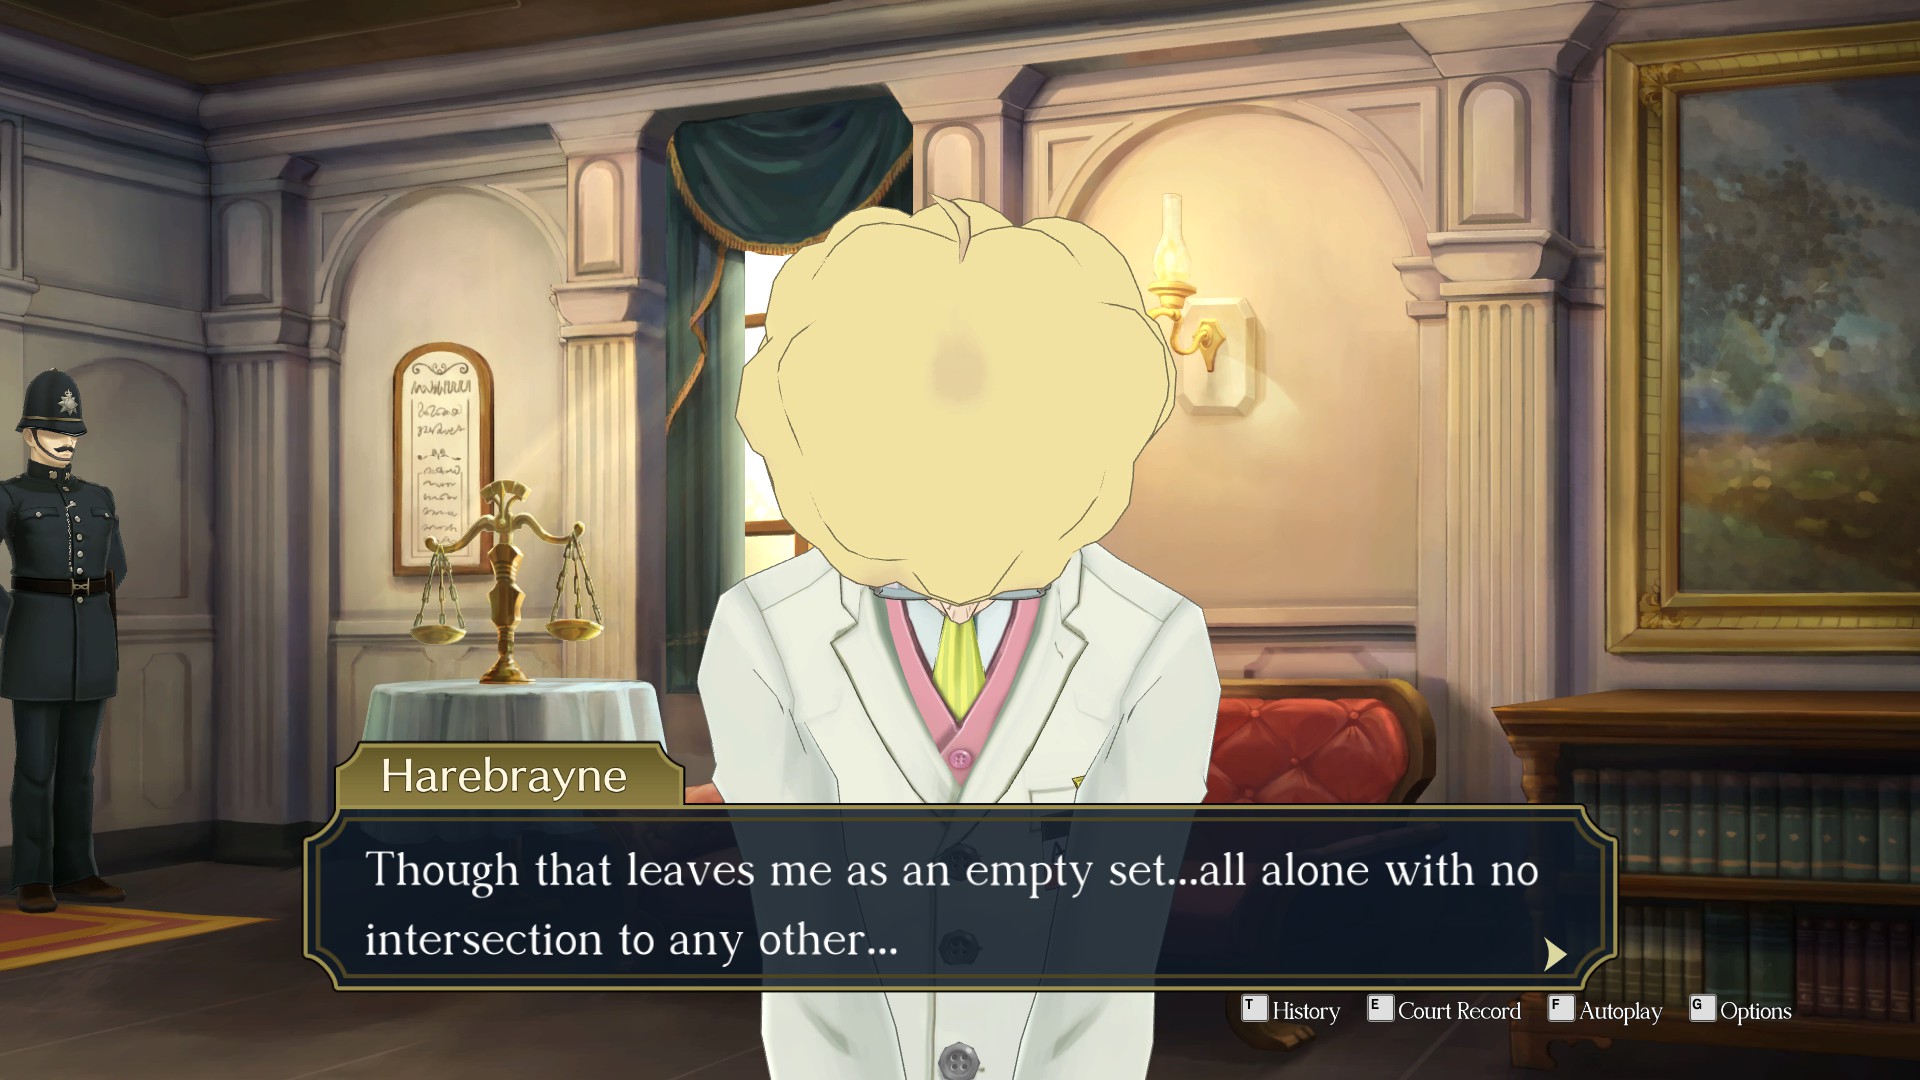 Harebrayne
Though that leaves me as an empty set...all alone with no
intersection to any other...
T History E Court Record F Autoplay G Options